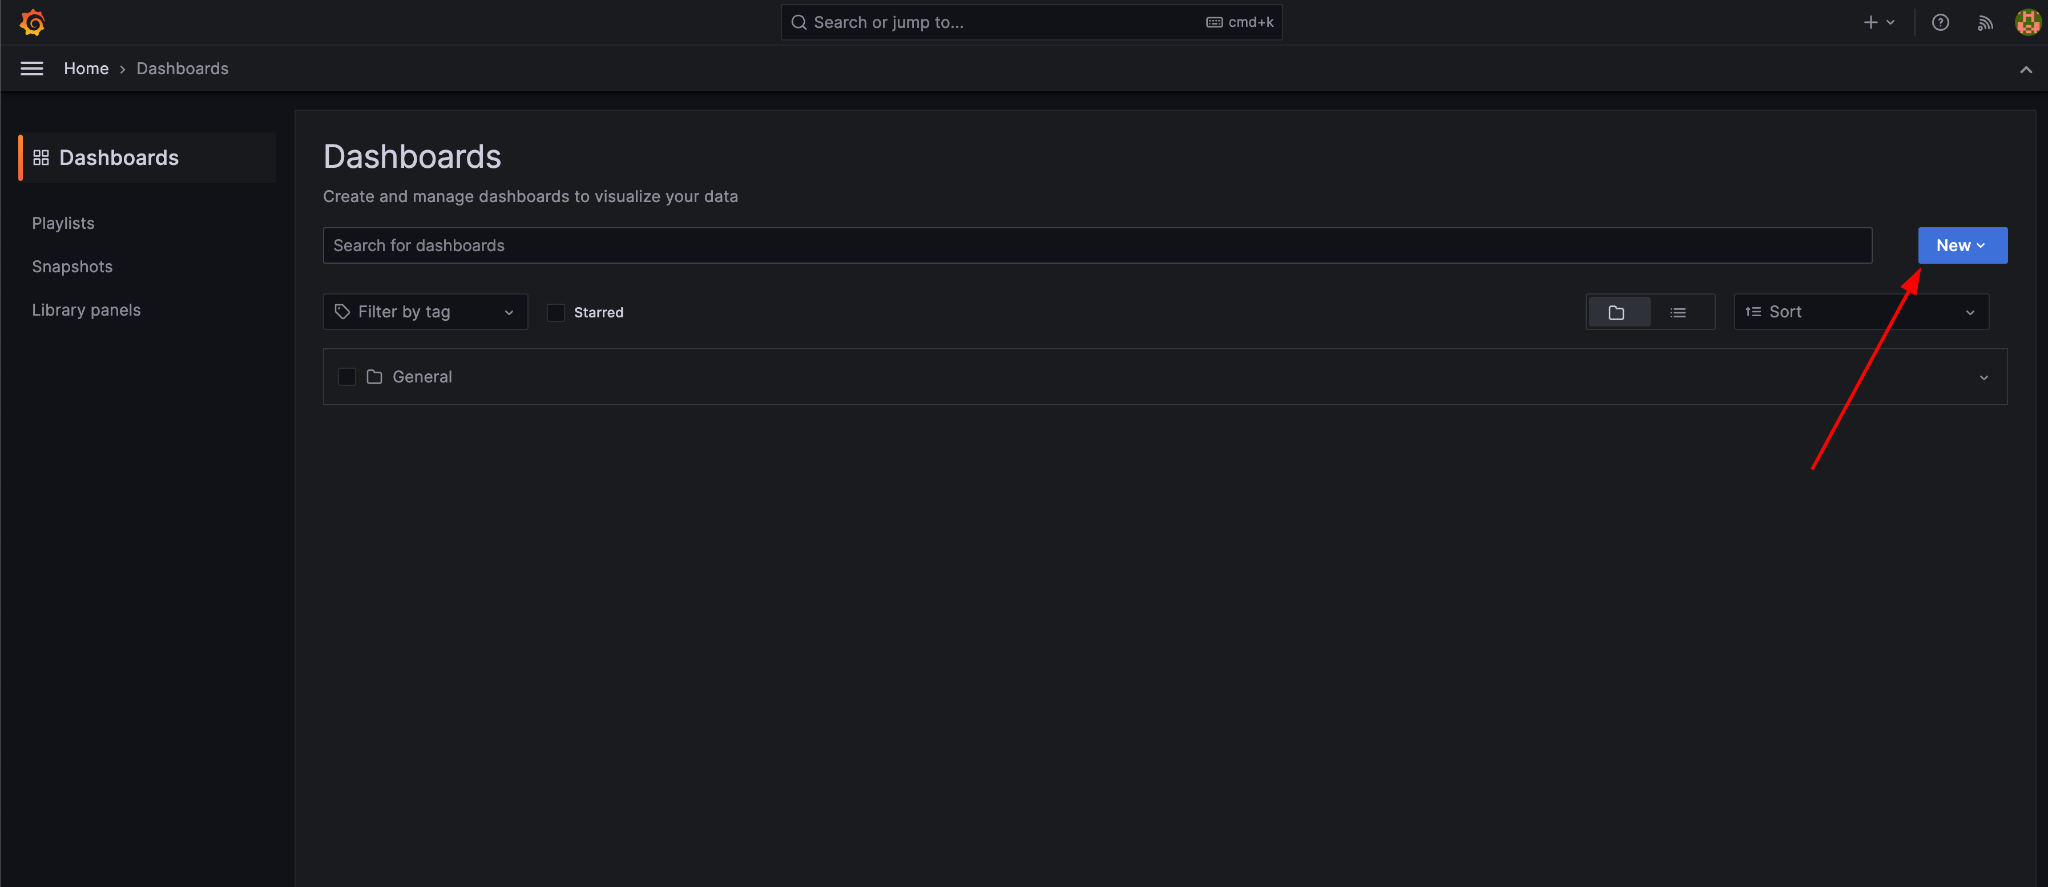 Search or jump to...
cmd+k
Home
Dashboards
Dashboards
Playlists
Snapshots
Library panels
Dashboards
Create and manage dashboards to visualize your data
Search for dashboards
New
Filter by tag
Starred
Sort
General